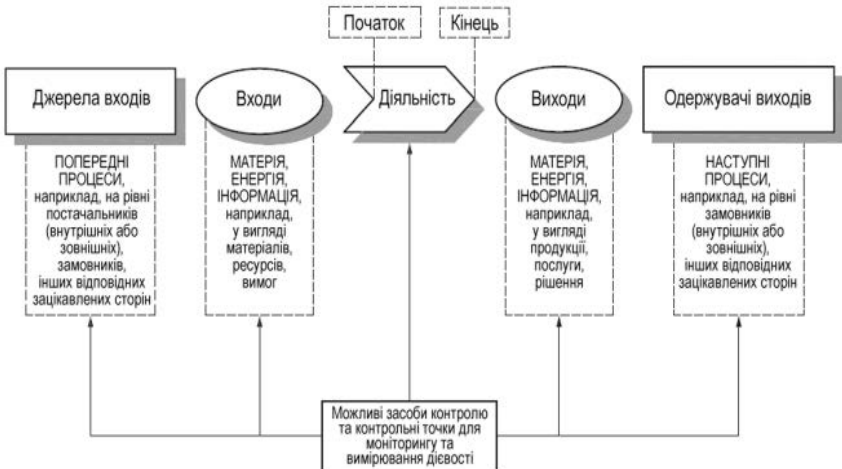 Початок
Кінець
Джерела входів
Входи
Діяльність
Виходи
Одержувачі виходів
ПОПЕРЕДНІ
ПРОЦЕСИ,
наприклад, на рівні
постачальників
(внутрішніх або
зовнішніх),
замовників,
інших відповідних
зацікавлених сторін
МАТЕРІЯ,
ЕНЕРГІЯ,
ІНФОРМАЦІЯ,
наприклад,
у вигляді
матеріалів,
ресурсів,
вимог
МАТЕРІЯ,
ЕНЕРГІЯ,
ІНФОРМАЦІЯ,
наприклад,
у вигляді
продукції,
послуги,
рішення
НАСТУПНІ
ПРОЦЕСИ,
наприклад, на рівні
замовників
(внутрішніх або
зовнішніх),
інших відповідних
зацікавлених сторін
Можливі засоби контролю
та контрольні точки для
моніторингу та
вимірювання дієвості